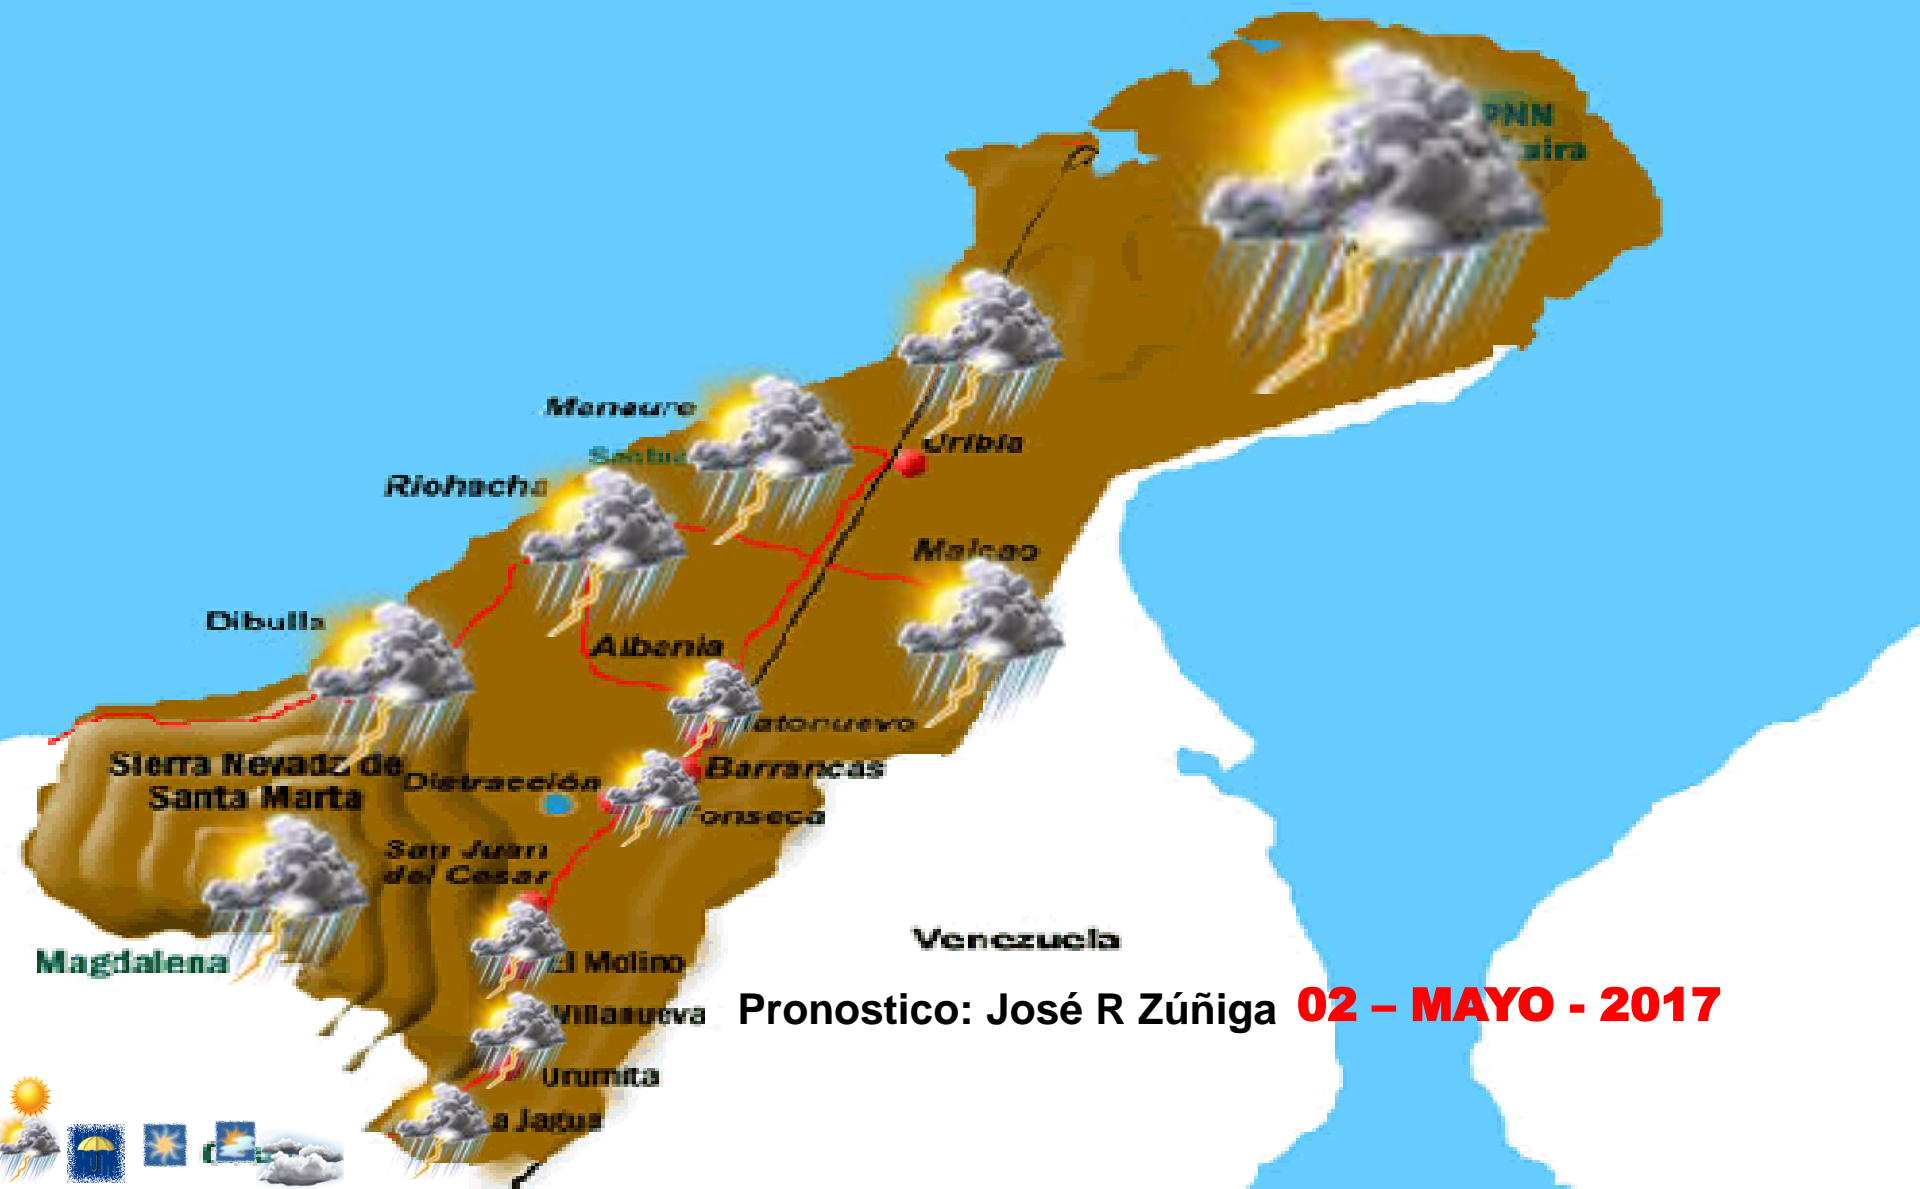 PNN
Manaure
Riohacha
Uribia
Maicao
Dibulla
Albania
Sierra Nevada de
Santa Marta
Distracción
Barrancas
San Juan
del Cesar
Magdalena
El Molino
Venezuela
Villanueva
Pronostico: José R Zúñiga 02 – MAYO - 2017
Urumita